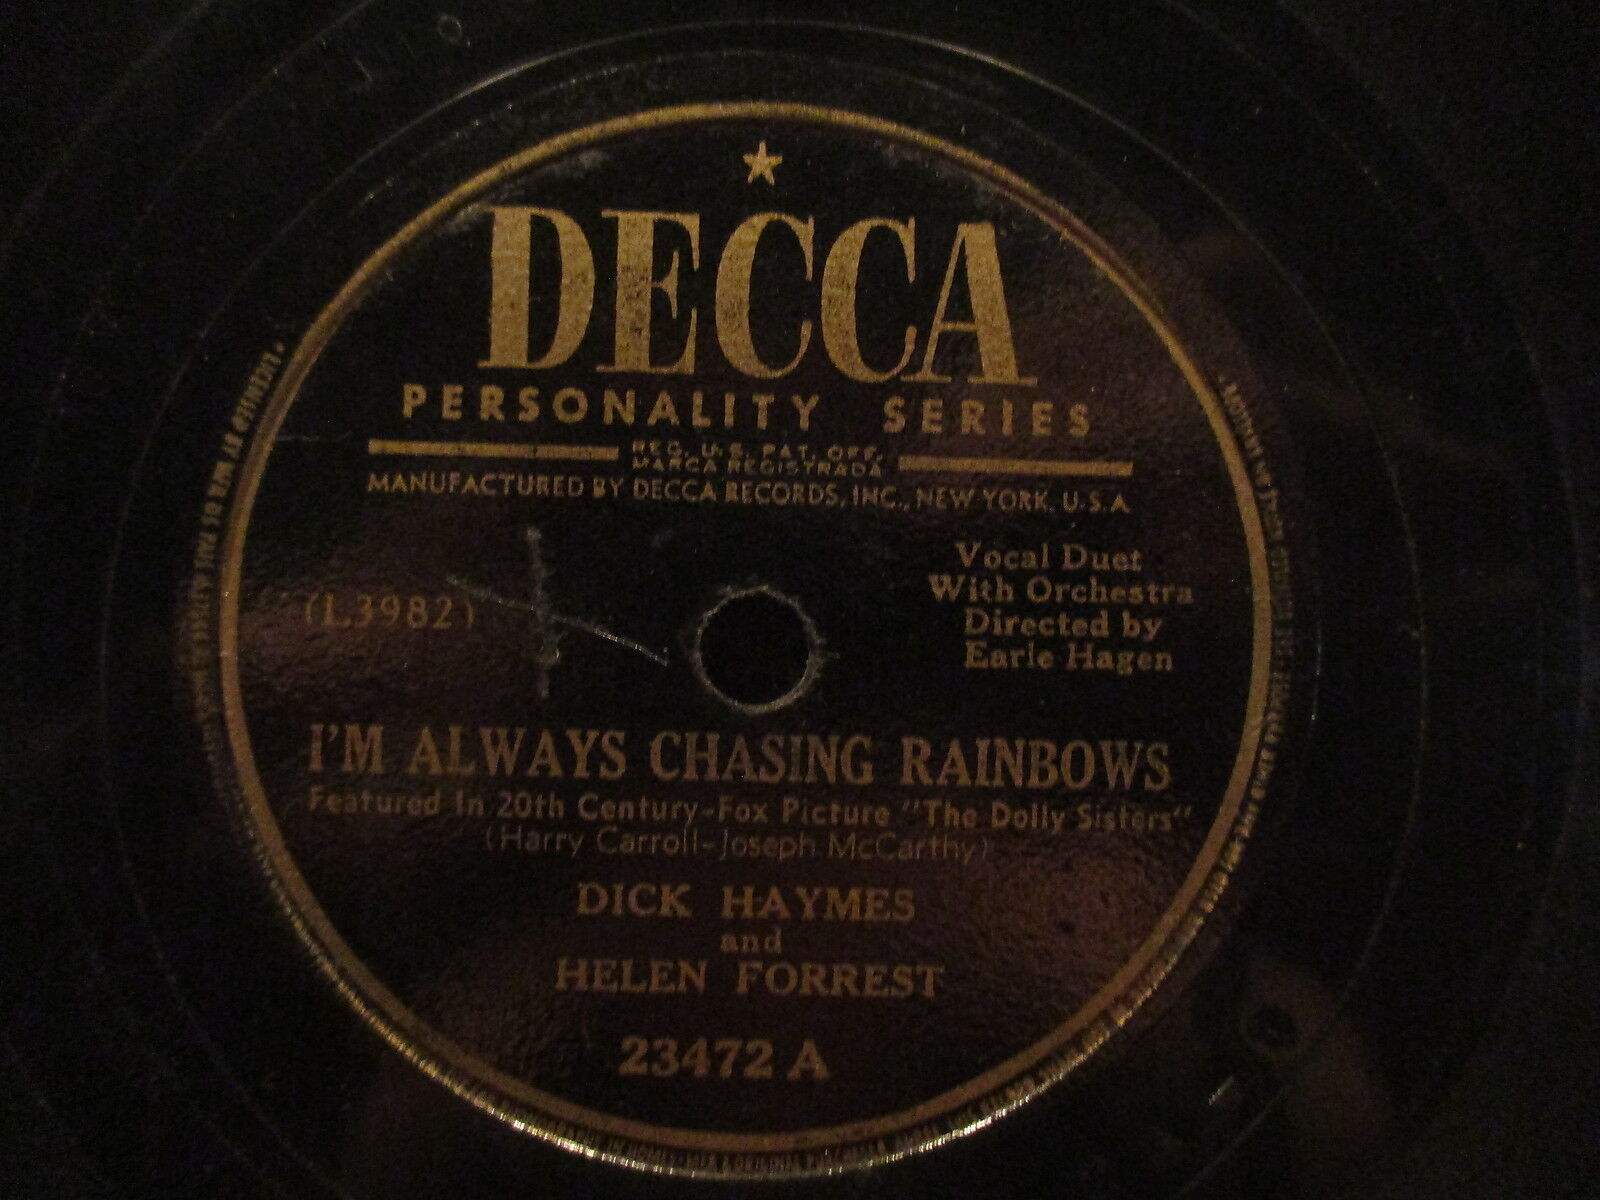 DECCA
PERSONALITY SERIES
REG. U.S. PAT. OFF.
MARCA REGISTRADA
MANUFACTURED BY DECCA RECORDS, INC., NEW YORK, U.S.A
(L3982)
Vocal Duet
With Orchestra
Directed by
Earle Hagen
I'M ALWAYS CHASING RAINBOWS
Featured In 20th Century-Fox Picture "The Dolly Sisters"
(Harry Carroll-Joseph McCarthy)
DICK HAYMES
and
HELEN FORREST
23472 A